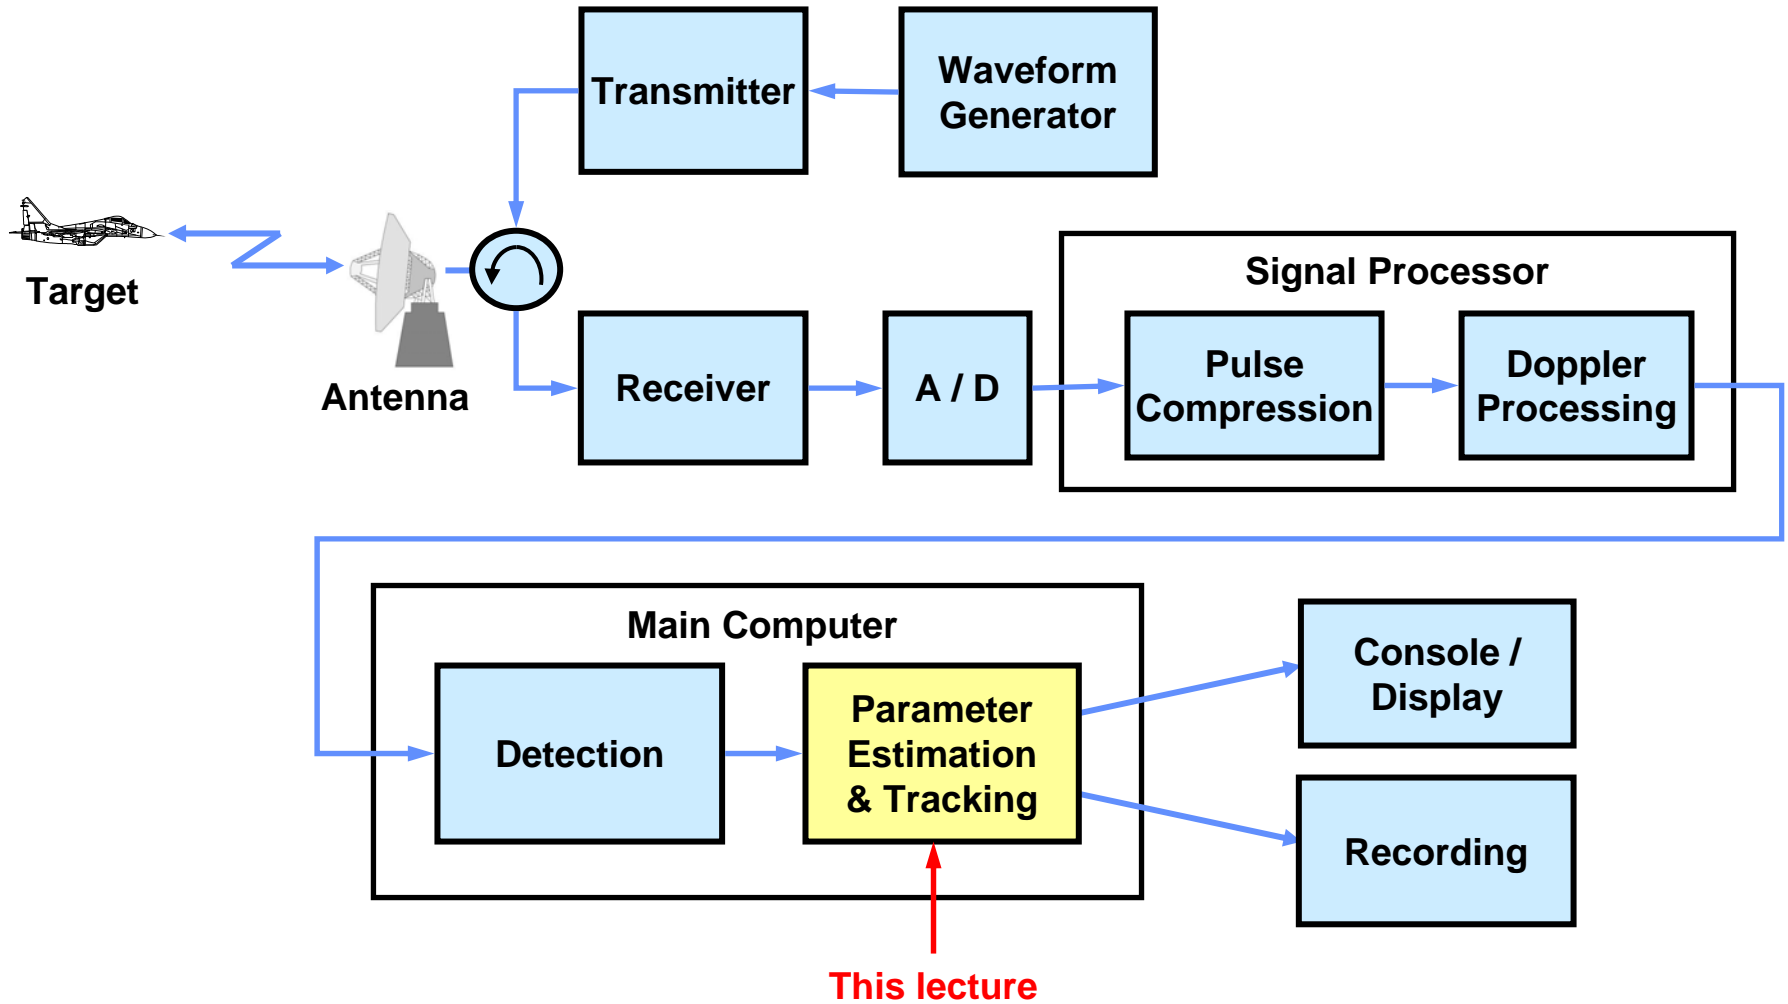 Transmitter
Waveform
Generator
Target
Antenna
Receiver
A / D
Signal Processor
Pulse
Compression
Doppler
Processing
Main Computer
Detection
Parameter
Estimation
& Tracking
Console /
Display
Recording
This lecture